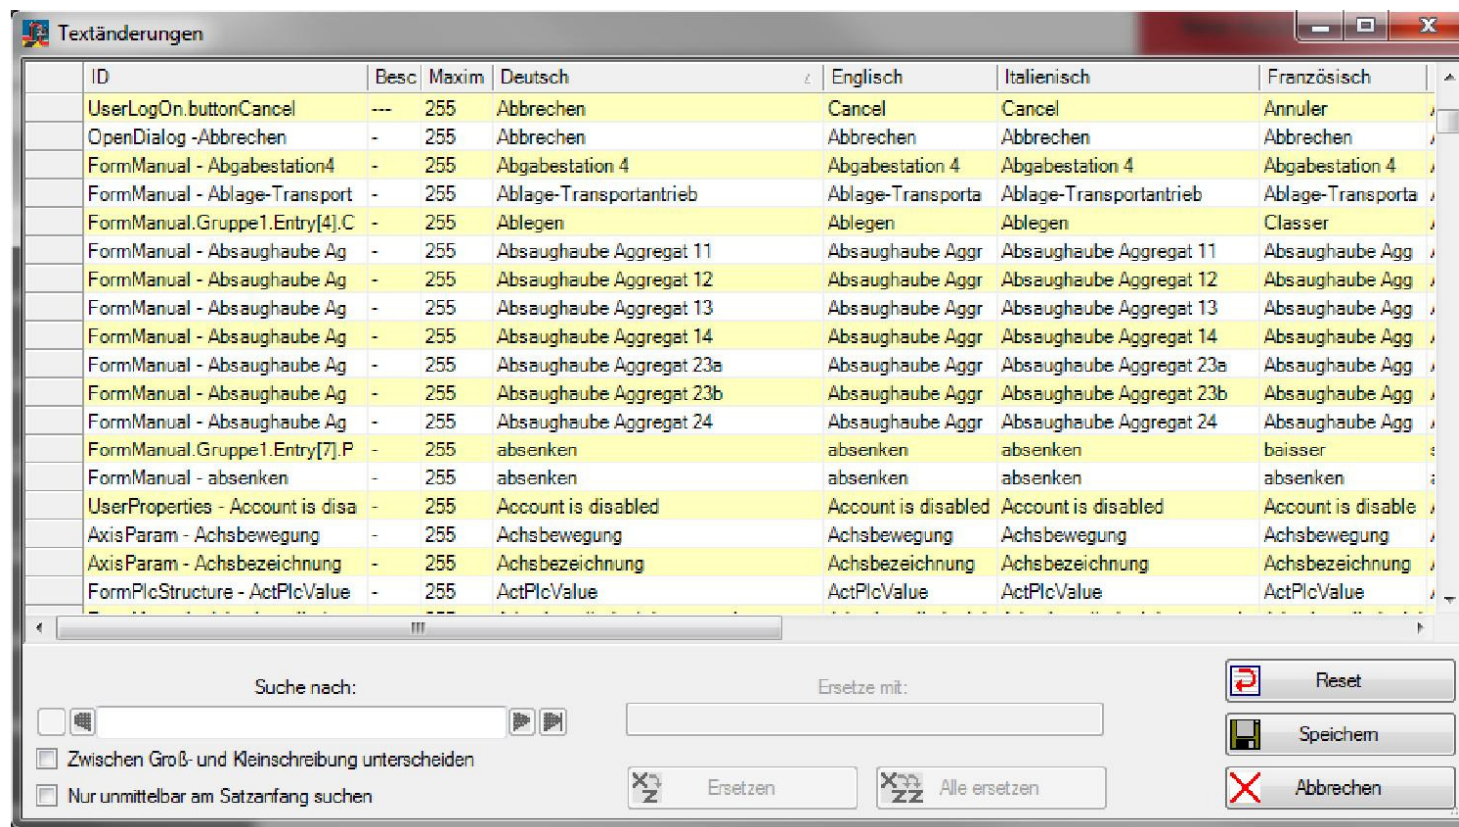 Textänderungen
ID Besc Maxim Deutsch Englisch Italienisch Französisch
UserLogOn.buttonCancel --- 255 Abbrechen Cancel Cancel Annuler
OpenDialog -Abbrechen - 255 Abbrechen Abbrechen Abbrechen Abbrechen
FormManual - Abgabestation4 - 255 Abgabestation 4 Abgabestation 4 Abgabestation 4 Abgabestation 4
FormManual - Ablage-Transport - 255 Ablage-Transportantrieb Ablage-Transporta Ablage-Transportantrieb Ablage-Transporta
FormManual.Gruppe1.Entry[4].C - 255 Ablegen Ablegen Ablegen Classer
FormManual - Absaughaube Ag - 255 Absaughaube Aggregat 11 Absaughaube Aggr Absaughaube Aggregat 11 Absaughaube Agg
FormManual - Absaughaube Ag - 255 Absaughaube Aggregat 12 Absaughaube Aggr Absaughaube Aggregat 12 Absaughaube Agg
FormManual - Absaughaube Ag - 255 Absaughaube Aggregat 13 Absaughaube Aggr Absaughaube Aggregat 13 Absaughaube Agg
FormManual - Absaughaube Ag - 255 Absaughaube Aggregat 14 Absaughaube Aggr Absaughaube Aggregat 14 Absaughaube Agg
FormManual - Absaughaube Ag - 255 Absaughaube Aggregat 23a Absaughaube Aggr Absaughaube Aggregat 23a Absaughaube Agg
FormManual - Absaughaube Ag - 255 Absaughaube Aggregat 23b Absaughaube Aggr Absaughaube Aggregat 23b Absaughaube Agg
FormManual - Absaughaube Ag - 255 Absaughaube Aggregat 24 Absaughaube Aggr Absaughaube Aggregat 24 Absaughaube Agg
FormManual.Gruppe1.Entry[7].P - 255 absenken absenken absenken baisser
FormManual - absenken - 255 absenken absenken absenken absenken
UserProperties - Account is disa - 255 Account is disabled Account is disabled Account is disabled Account is disable
AxisParam - Achsbewegung - 255 Achsbewegung Achsbewegung Achsbewegung Achsbewegung
AxisParam - Achsbezeichnung - 255 Achsbezeichnung Achsbezeichnung Achsbezeichnung Achsbezeichnung
FormPlcStructure - ActPlcValue - 255 ActPlcValue ActPlcValue ActPlcValue ActPlcValue
Suche nach: Ersetze mit: Reset
Zwischen Groß- und Kleinschreibung unterscheiden Speichern
Nur unmittelbar am Satzanfang suchen Ersetzen Alle ersetzen Abbrechen